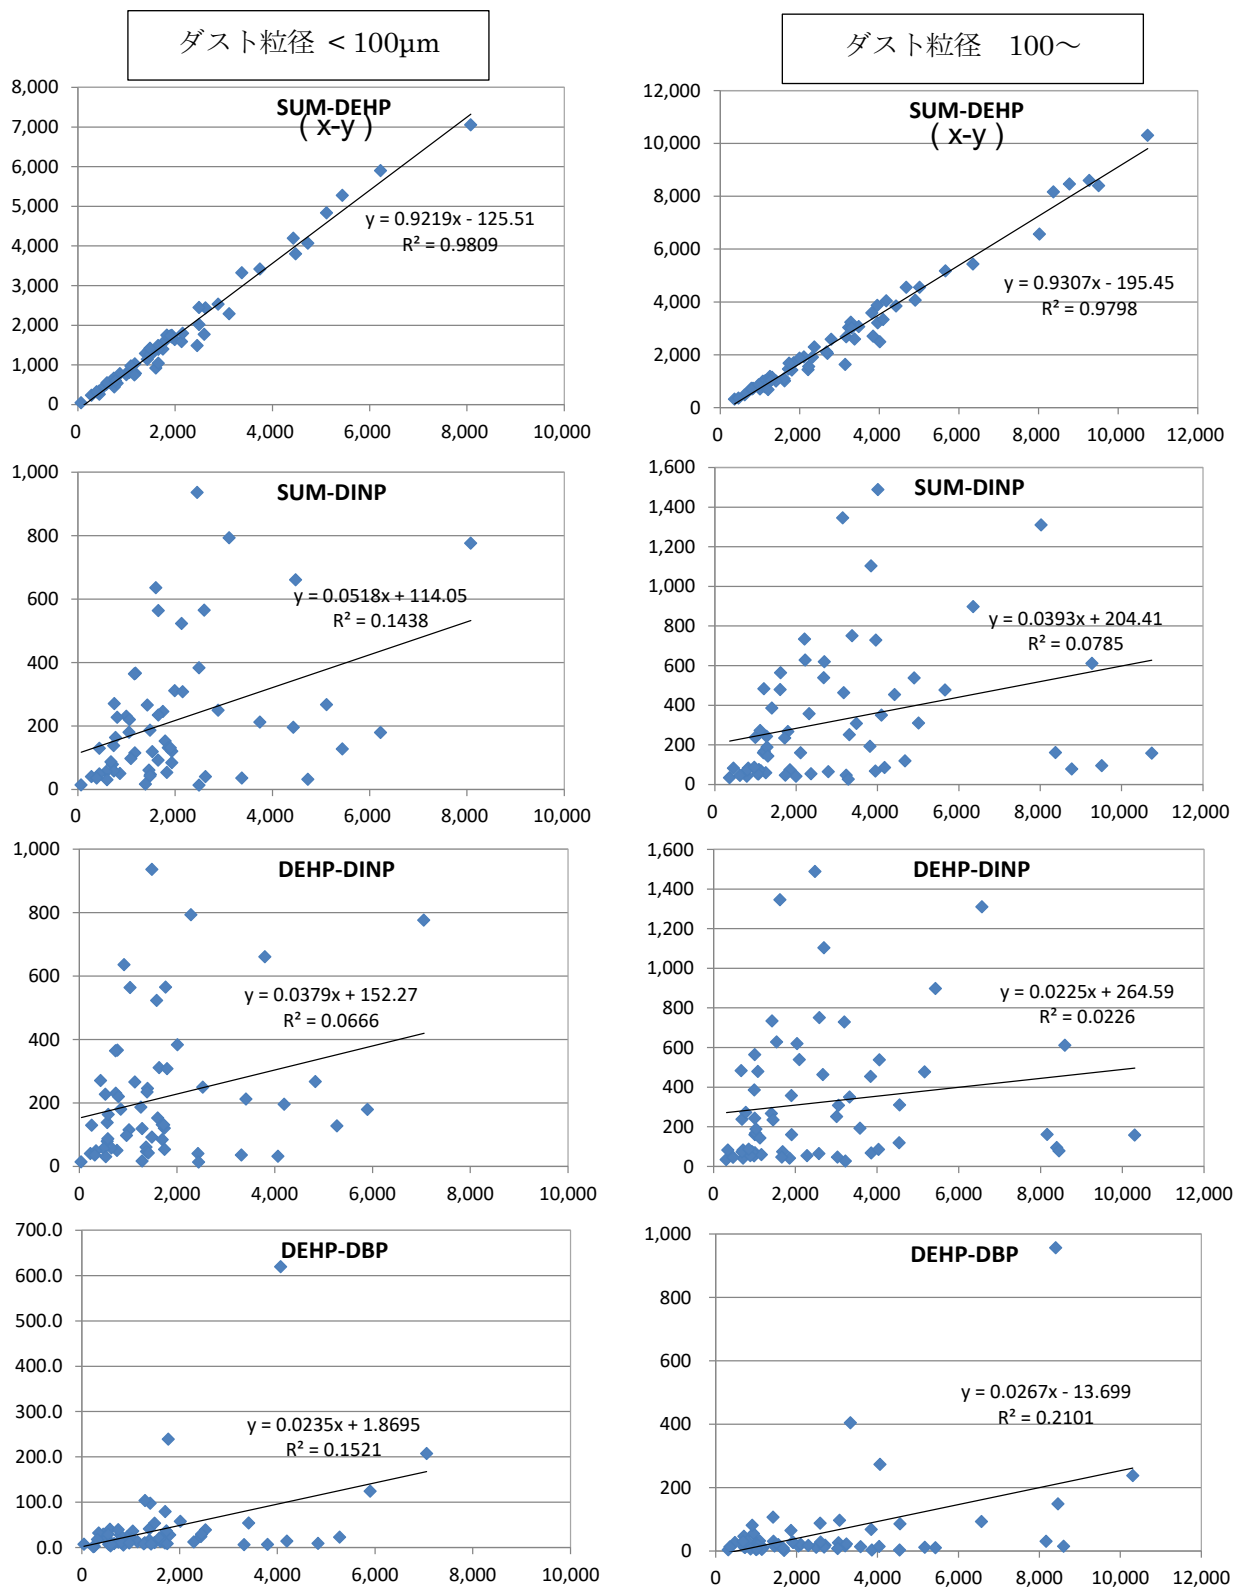 ダスト粒径 < 100μm
ダスト粒径　100～
SUM-DEHP
( x-y )
8,000
7,000
6,000
5,000
4,000
3,000
2,000
1,000
0
y = 0.9219x - 125.51
R² = 0.9809
0 2,000 4,000 6,000 8,000 10,000
SUM-DEHP
( x-y )
12,000
10,000
8,000
6,000
4,000
2,000
0
y = 0.9307x - 195.45
R² = 0.9798
0 2,000 4,000 6,000 8,000 10,000 12,000
SUM-DINP
1,000
800
600
400
200
0
y = 0.0518x + 114.05
R² = 0.1438
0 2,000 4,000 6,000 8,000 10,000
SUM-DINP
1,600
1,400
1,200
1,000
800
600
400
200
0
y = 0.0393x + 204.41
R² = 0.0785
0 2,000 4,000 6,000 8,000 10,000 12,000
DEHP-DINP
1,000
800
600
400
200
0
y = 0.0379x + 152.27
R² = 0.0666
0 2,000 4,000 6,000 8,000 10,000
DEHP-DINP
1,600
1,400
1,200
1,000
800
600
400
200
0
y = 0.0225x + 264.59
R² = 0.0226
0 2,000 4,000 6,000 8,000 10,000 12,000
DEHP-DBP
700.0
600.0
500.0
400.0
300.0
200.0
100.0
0.0
y = 0.0235x + 1.8695
R² = 0.1521
0 2,000 4,000 6,000 8,000 10,000
DEHP-DBP
1,000
800
600
400
200
0
y = 0.0267x - 13.699
R² = 0.2101
0 2,000 4,000 6,000 8,000 10,000 12,000